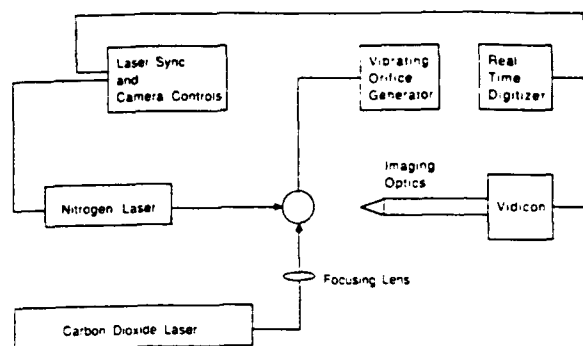 Laser Sync
and
Camera Controls
Vibrating
Orifice
Generator
Real
Time
Digitizer
Imaging
Optics
Nitrogen Laser
Vidicon
Focusing Lens
Carbon Dioxide Laser